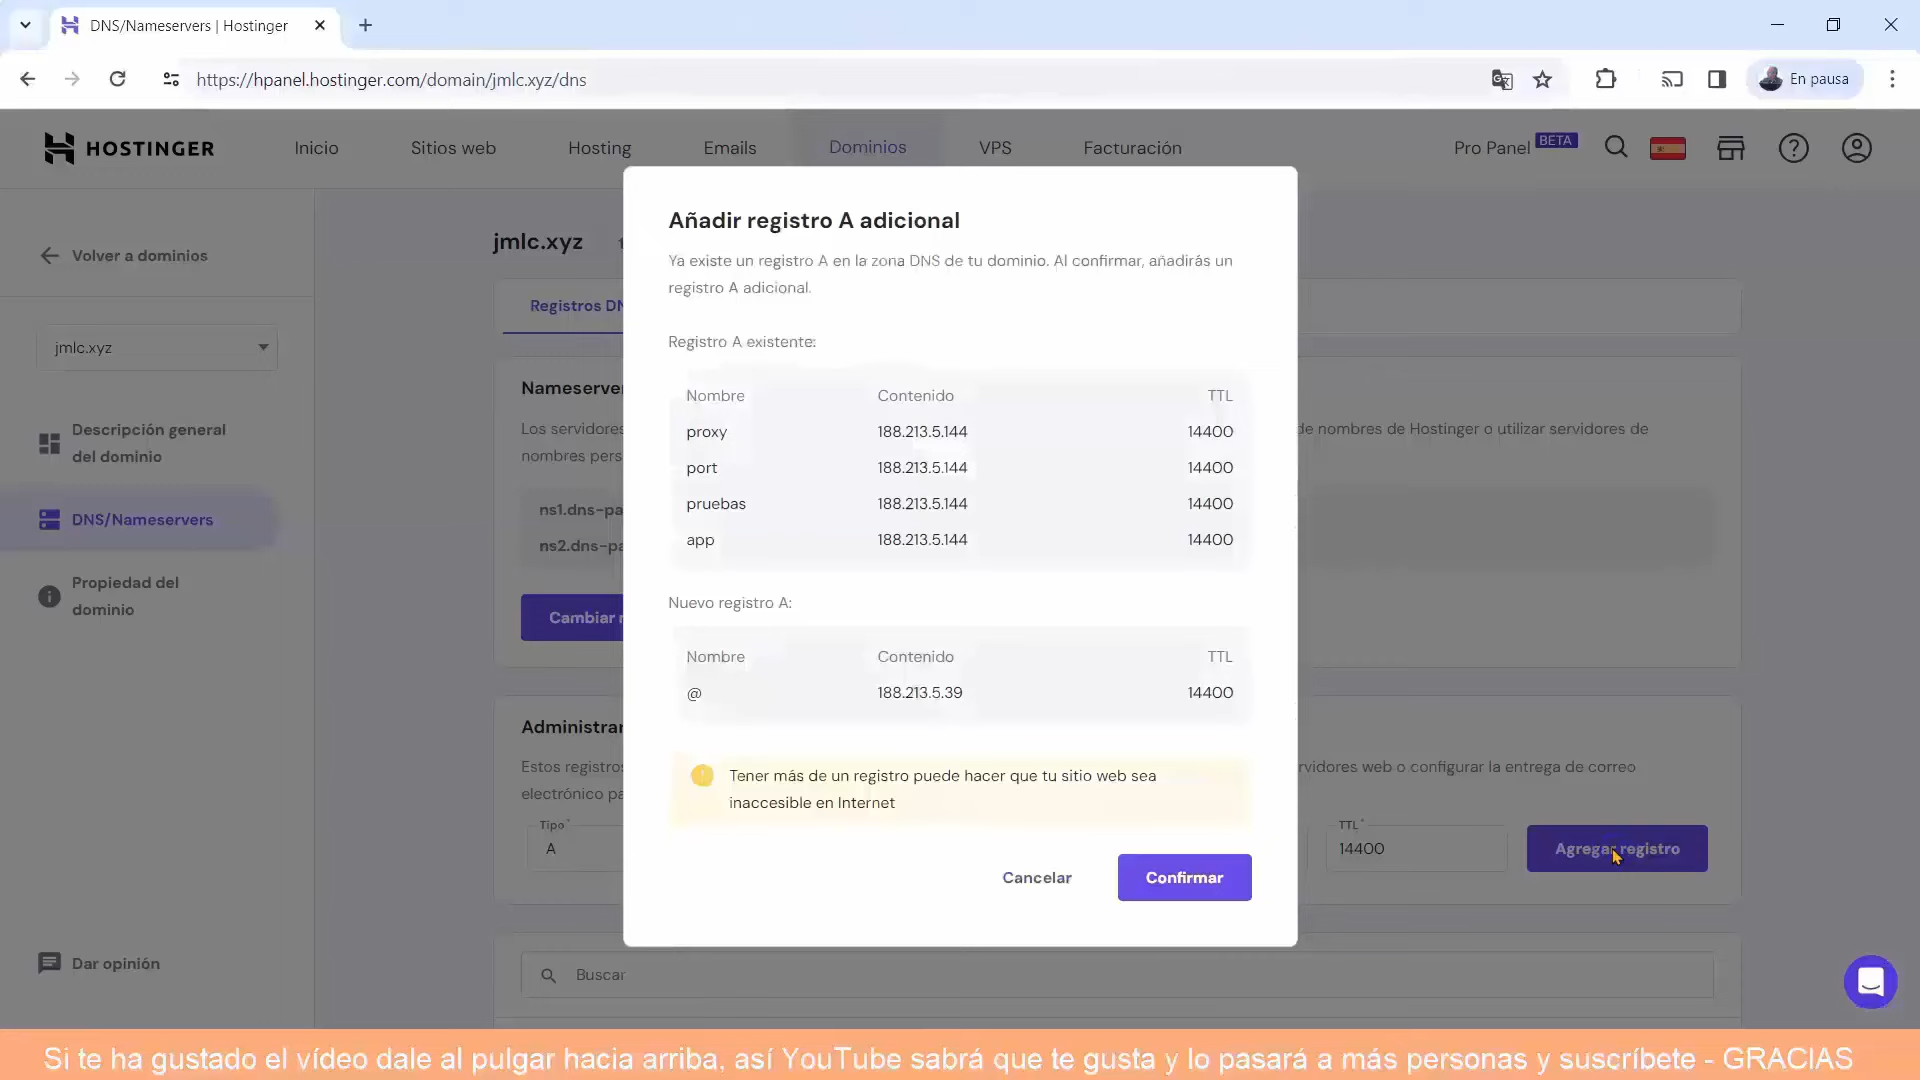 DNS/Nameservers | Hostinger
https://hpanel.hostinger.com/domain/jmlc.xyz/dns
En pausa
HOSTINGER
Inicio
Sitios web
Hosting
Emails
Dominios
VPS
Facturación
Pro Panel BETA
Volver a dominios
jmlc.xyz
Descripción general
del dominio
DNS/Nameservers
Propiedad del
dominio
Dar opinión
jmlc.xyz
Registros DN
Nameserver
Los servidores
de nombres de Hostinger o utilizar servidores de
nombres pers
ns1.dns-pa
ns2.dns-pa
Cambiar
Administrar
Estos registros
rvidores web o configurar la entrega de correo
electrónico pa
Tipo*
A
TTL*
14400
Agregar registro
Buscar
Añadir registro A adicional
Ya existe un registro A en la zona DNS de tu dominio. Al confirmar, añadirás un
registro A adicional.
Registro A existente:
Nombre Contenido TTL
proxy 188.213.5.144 14400
port 188.213.5.144 14400
pruebas 188.213.5.144 14400
app 188.213.5.144 14400
Nuevo registro A:
Nombre Contenido TTL
@ 188.213.5.39 14400
Tener más de un registro puede hacer que tu sitio web sea
inaccesible en Internet
Cancelar
Confirmar
Si te ha gustado el vídeo dale al pulgar hacia arriba, así YouTube sabrá que te gusta y lo pasará a más personas y suscríbete - GRACIAS